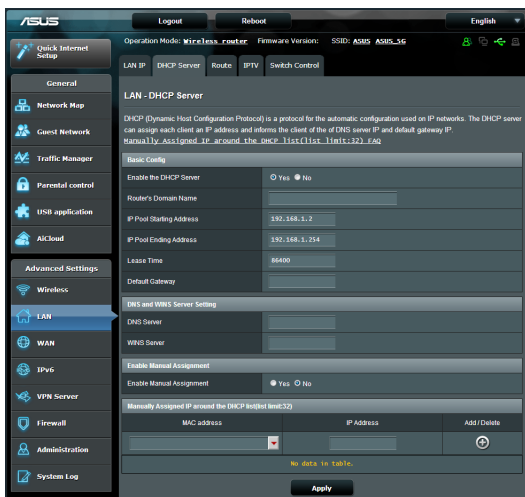 ASUS
Logout
Reboot
English
Quick Internet Setup
Operation Mode: Wireless router Firmware Version: SSID: ASUS ASUS_5G
LAN IP
DHCP Server
Route
IPTV
Switch Control
General
Network Map
Guest Network
Traffic Manager
Parental control
USB application
AiCloud
Advanced Settings
Wireless
LAN
WAN
IPv6
VPN Server
Firewall
Administration
System Log
LAN - DHCP Server
DHCP (Dynamic Host Configuration Protocol) is a protocol for the automatic configuration used on IP networks. The DHCP server
can assign each client an IP address and informs the client of the of DNS server IP and default gateway IP.
Manually Assigned IP around the DHCP list(list limit:32) FAQ
Basic Config
Enable the DHCP Server Yes No
Router's Domain Name
IP Pool Starting Address 192.168.1.2
IP Pool Ending Address 192.168.1.254
Lease Time 86400
Default Gateway
DNS and WINS Server Setting
DNS Server
WINS Server
Enable Manual Assignment
Enable Manual Assignment Yes No
Manually Assigned IP around the DHCP list(list limit:32)
MAC address IP Address Add / Delete
No data in table.
Apply